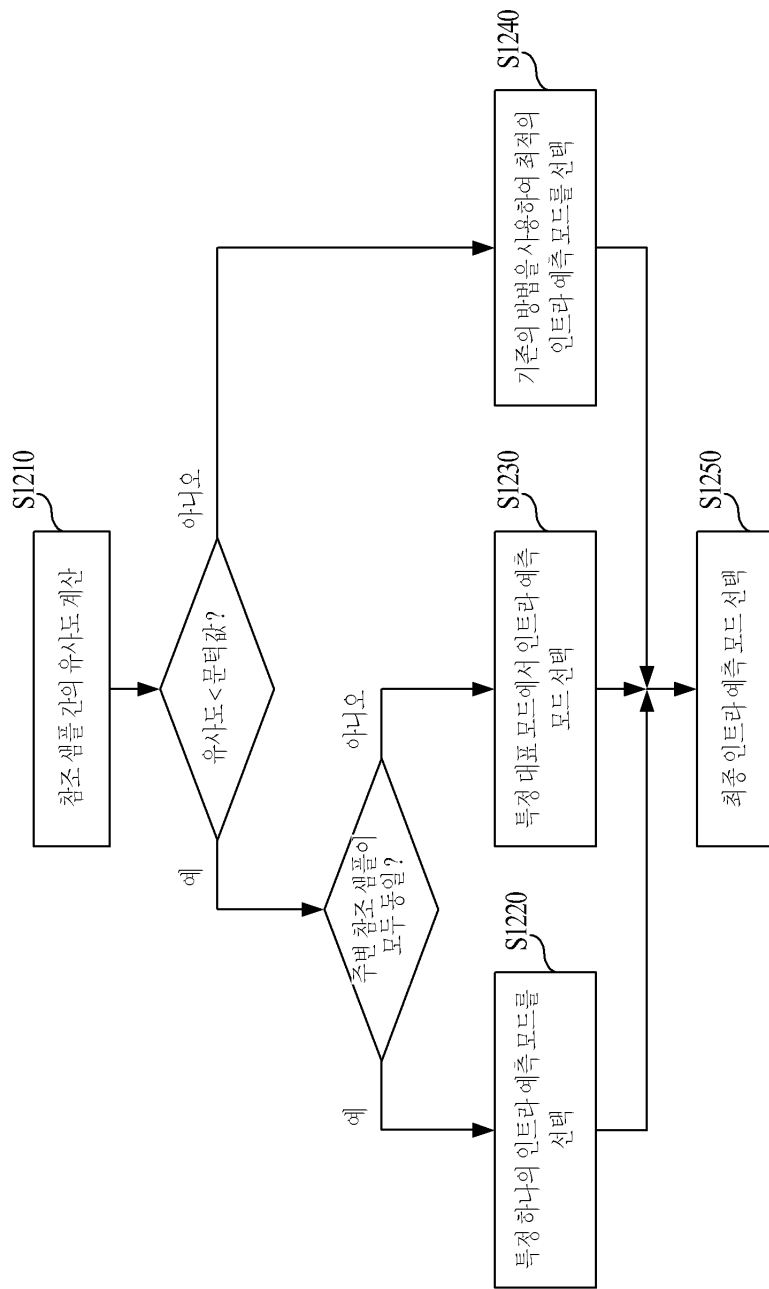 S1210
참조 샘플 간의 유사도 계산
유사도<문턱값?
예
아니오
주변 참조 샘플이
모두 동일?
예
아니오
S1220
특정 하나의 인트라 예측 모드를
선택
S1230
특정 대표 모드에서 인트라 예측
모드 선택
S1240
기존의 방법을 사용하여 최적의
인트라 예측 모드를 선택
S1250
최종 인트라 예측 모드 선택